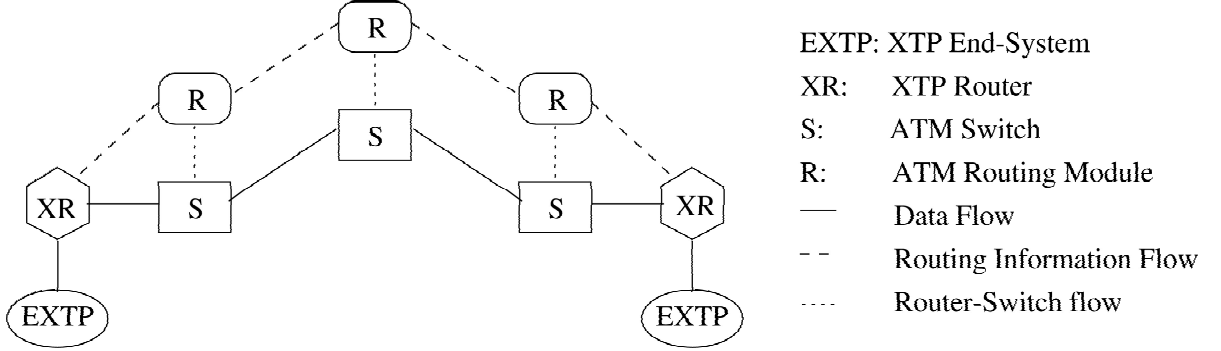 R
EXTP: XTP End-System
XR: XTP Router
R R
S
S: ATM Switch
R: ATM Routing Module
XR S S XR
Data Flow
Routing Information Flow
Router-Switch flow
EXTP EXTP